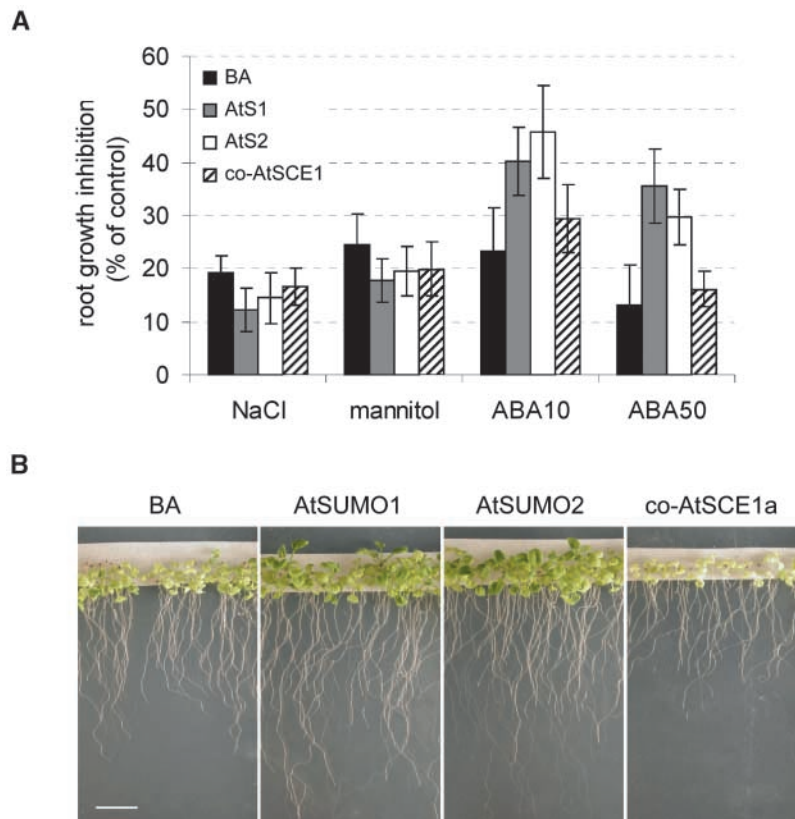 A
root growth inhibition
(% of control)
60
50
40
30
20
10
0
BA
AtS1
AtS2
co-AtSCE1
NaCl mannitol ABA10 ABA50
B
BA AtSUMO1 AtSUMO2 co-AtSCE1a